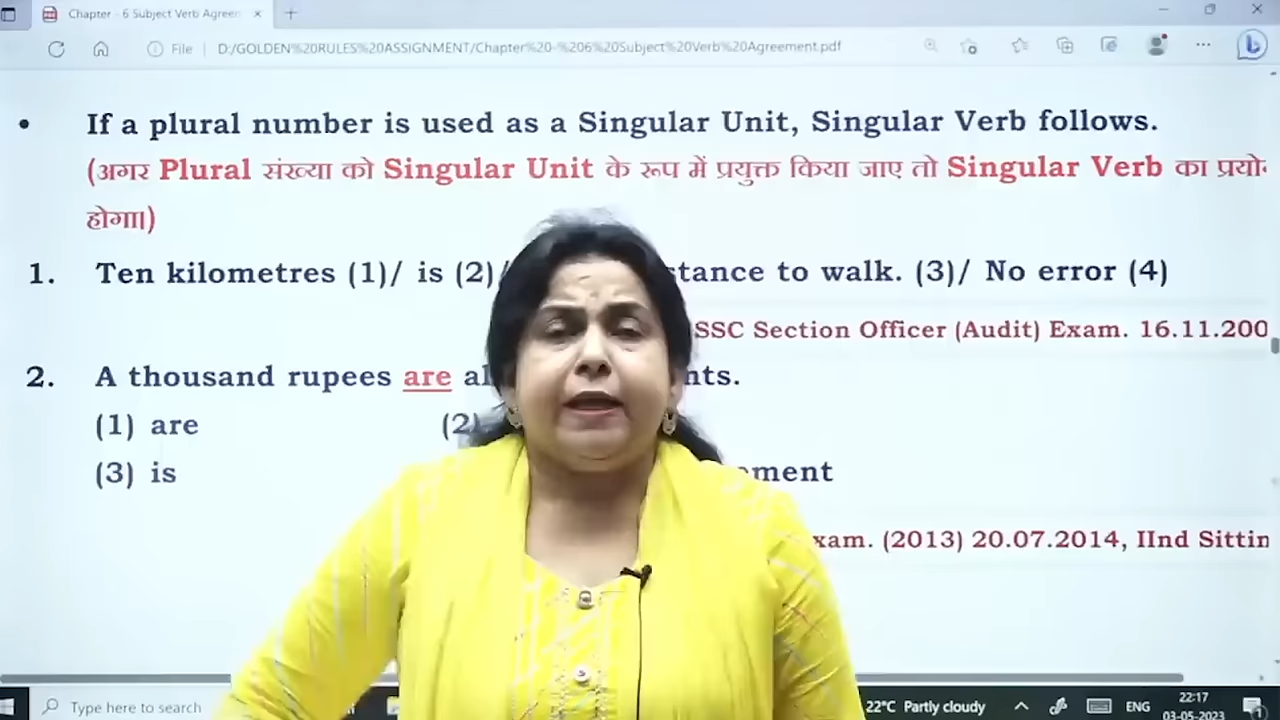 Chapter - 6 Subject Verb Agreen
File D:/GOLDEN%20RULES%20ASSIGNMENT/Chapter%20-%206%20Subject%20Verb%20Agreement.pdf
• If a plural number is used as a Singular Unit, Singular Verb follows.
(अगर Plural संख्या को Singular Unit के रूप में प्रयुक्त किया जाए तो Singular Verb का प्रयो
होगा।)
1. Ten kilometres (1)/ is (2)/ tance to walk. (3)/ No error (4)
SSC Section Officer (Audit) Exam. 16.11.200
2. A thousand rupees are al nts.
(1) are (2)
(3) is ement
xam. (2013) 20.07.2014, IInd Sittin
Type here to search 22°C Partly cloudy ENG 22:17
03-05-2023